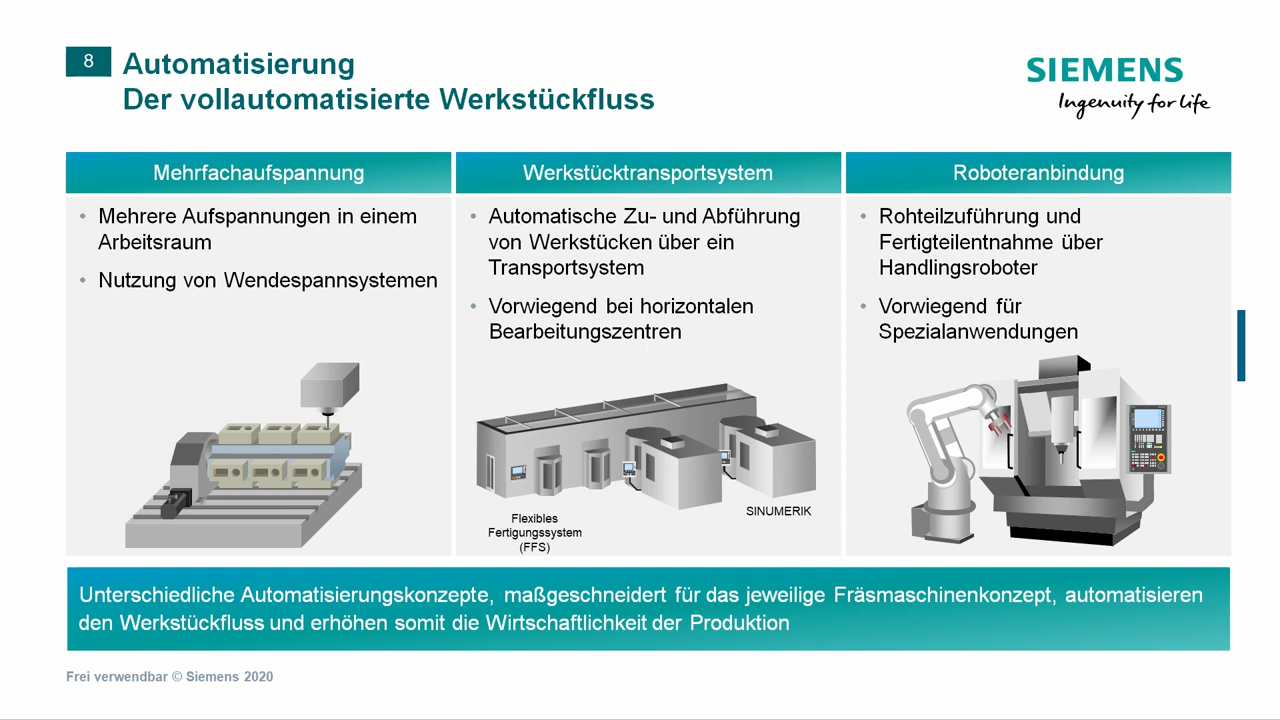 8
Automatisierung
Der vollautomatisierte Werkstückfluss
SIEMENS
Ingenuity for life
Mehrfachaufspannung
• Mehrere Aufspannungen in einem
Arbeitsraum
• Nutzung von Wendespannsystemen
Werkstücktransportsystem
• Automatische Zu- und Abführung
von Werkstücken über ein
Transportsystem
• Vorwiegend bei horizontalen
Bearbeitungszentren
Flexibles
Fertigungssystem
(FFS)
SINUMERIK
Roboteranbindung
• Rohteilzuführung und
Fertigteilentnahme über
Handlingsroboter
• Vorwiegend für
Spezialanwendungen
Unterschiedliche Automatisierungskonzepte, maßgeschneidert für das jeweilige Fräsmaschinenkonzept, automatisieren
den Werkstückfluss und erhöhen somit die Wirtschaftlichkeit der Produktion
Frei verwendbar © Siemens 2020